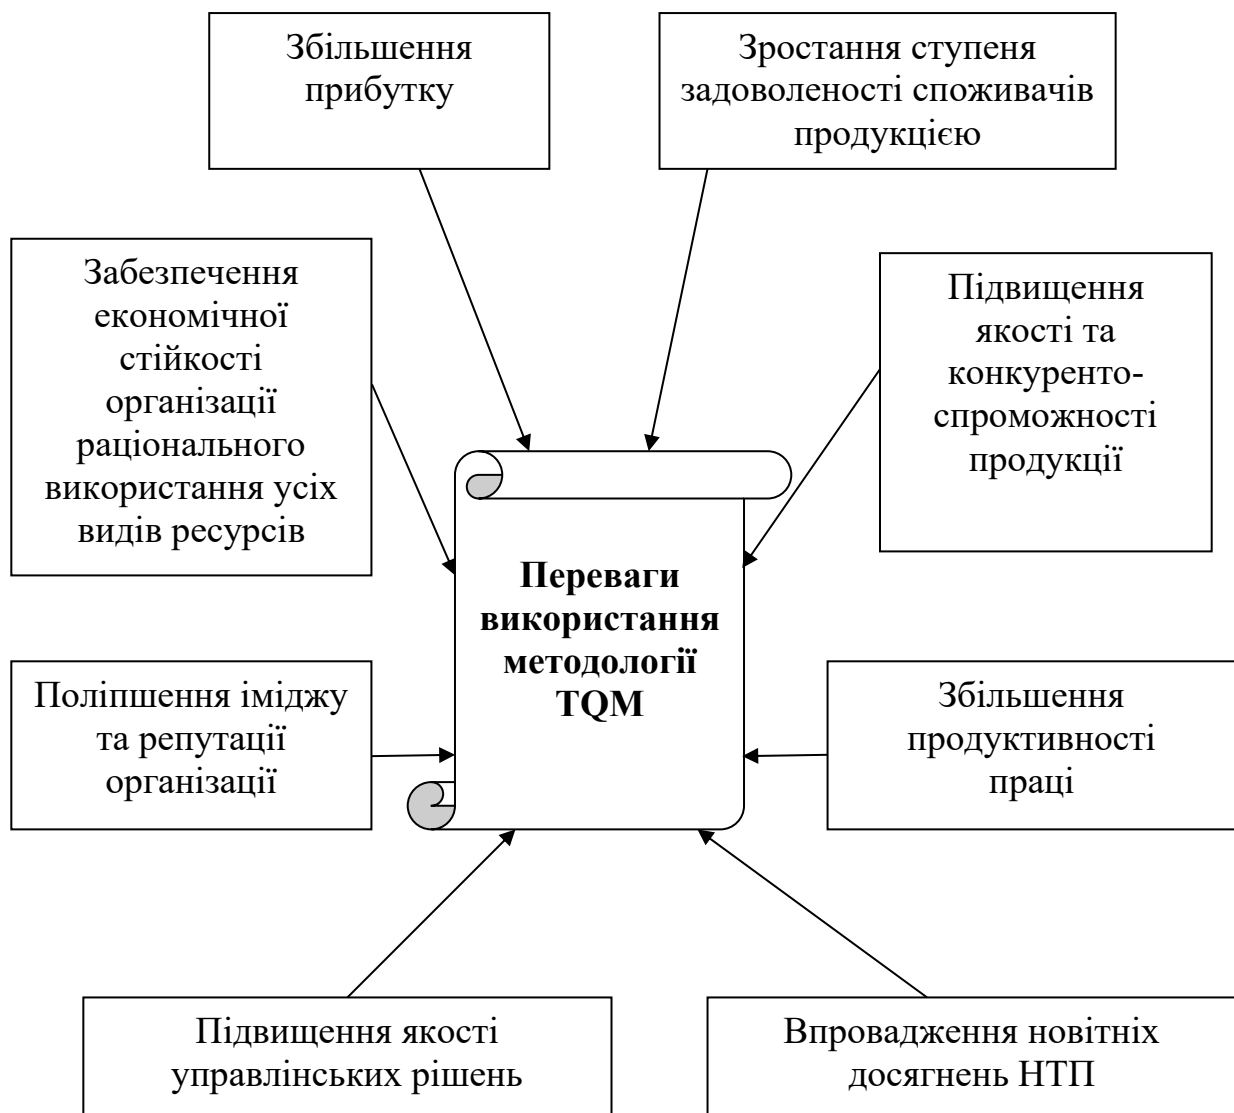 Збільшення
прибутку
Зростання ступеня
задоволеності споживачів
продукцією
Забезпечення
економічної
стійкості
організації
раціонального
використання усіх
видів ресурсів
Підвищення
якості та
конкуренто-
спроможності
продукції
Переваги
використання
методології
TQM
Поліпшення іміджу
та репутації
організації
Збільшення
продуктивності
праці
Підвищення якості
управлінських рішень
Впровадження новітніх
досягнень НТП